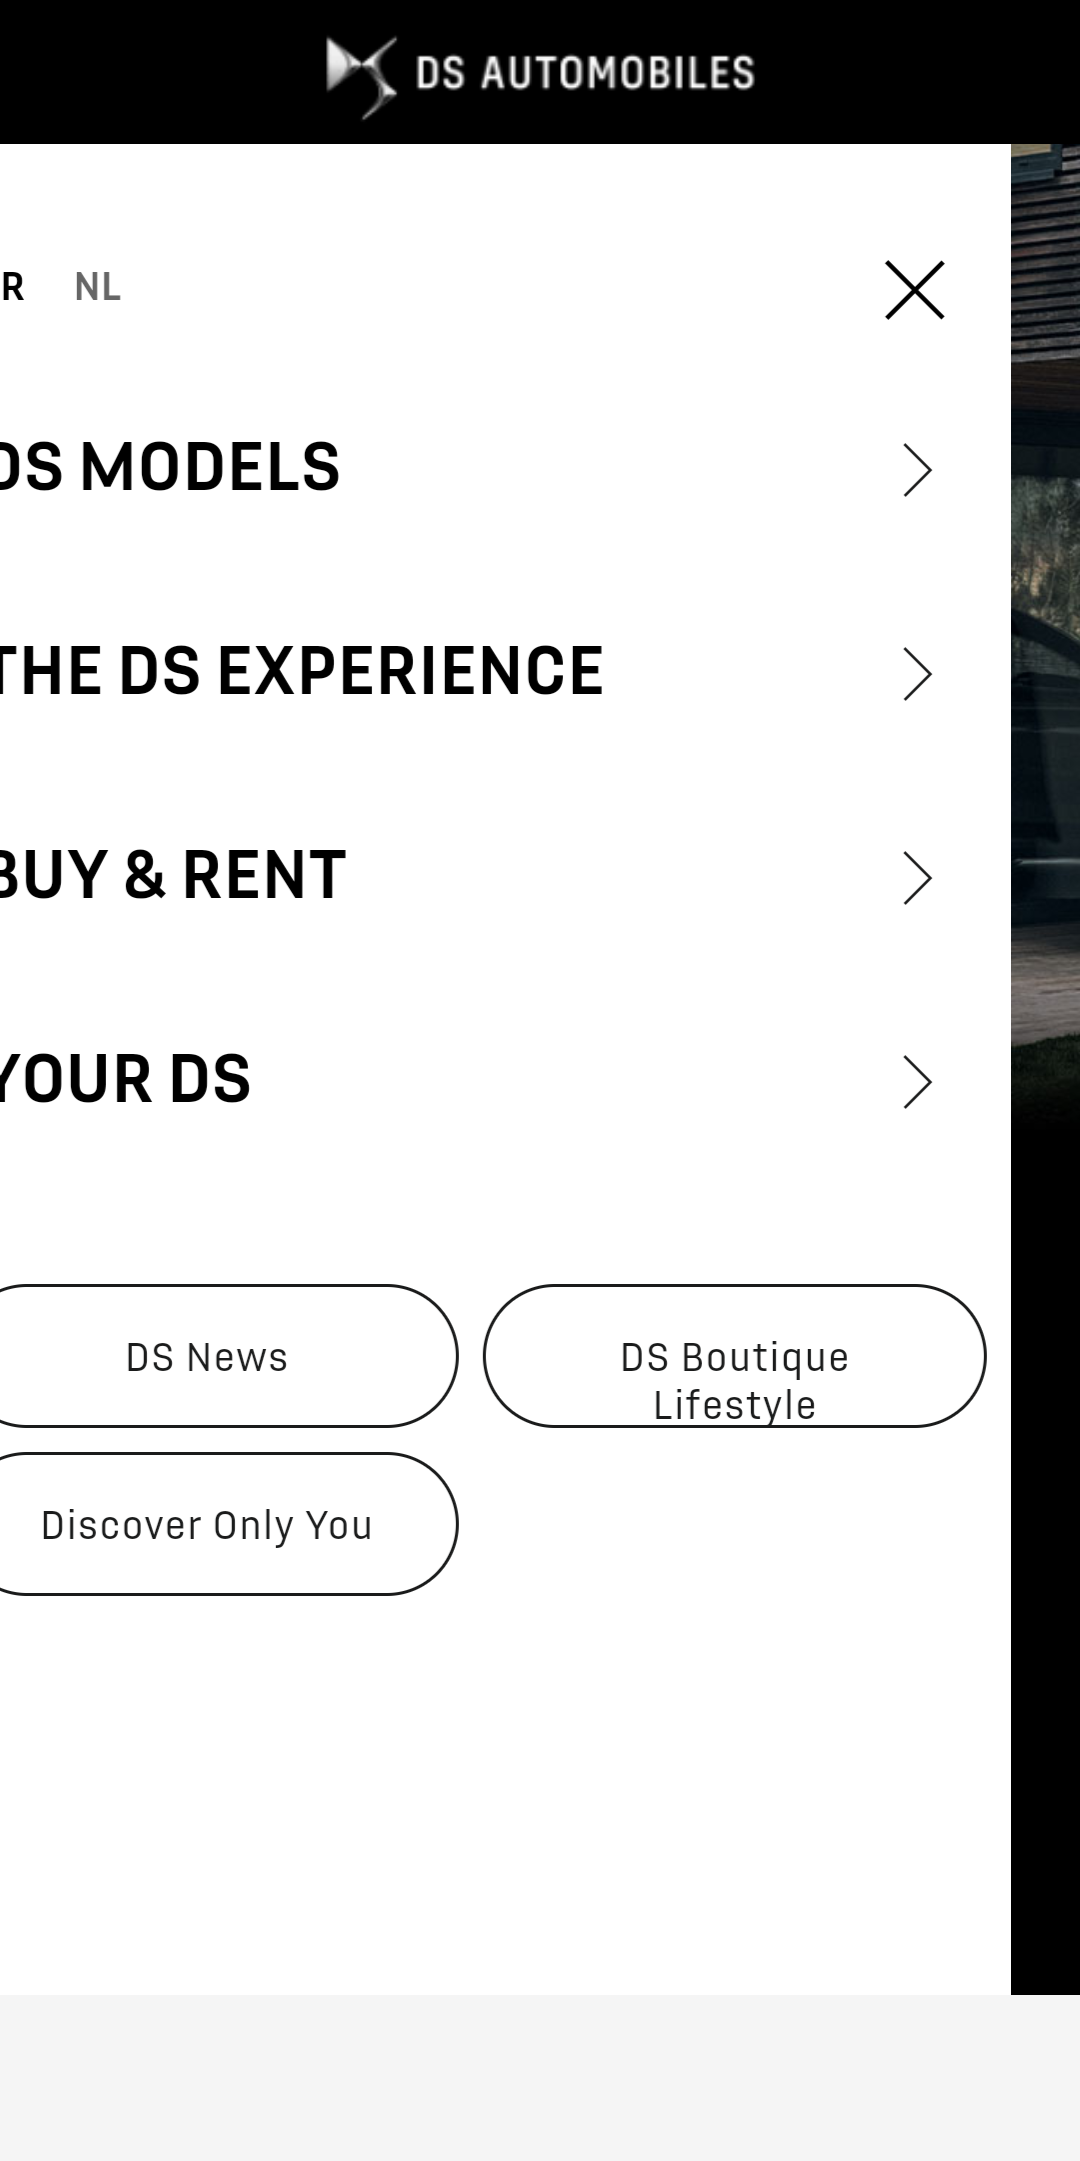 DS AUTOMOBILES
R NL
DS MODELS
THE DS EXPERIENCE
BUY & RENT
YOUR DS
DS News
DS Boutique
Lifestyle
Discover Only You